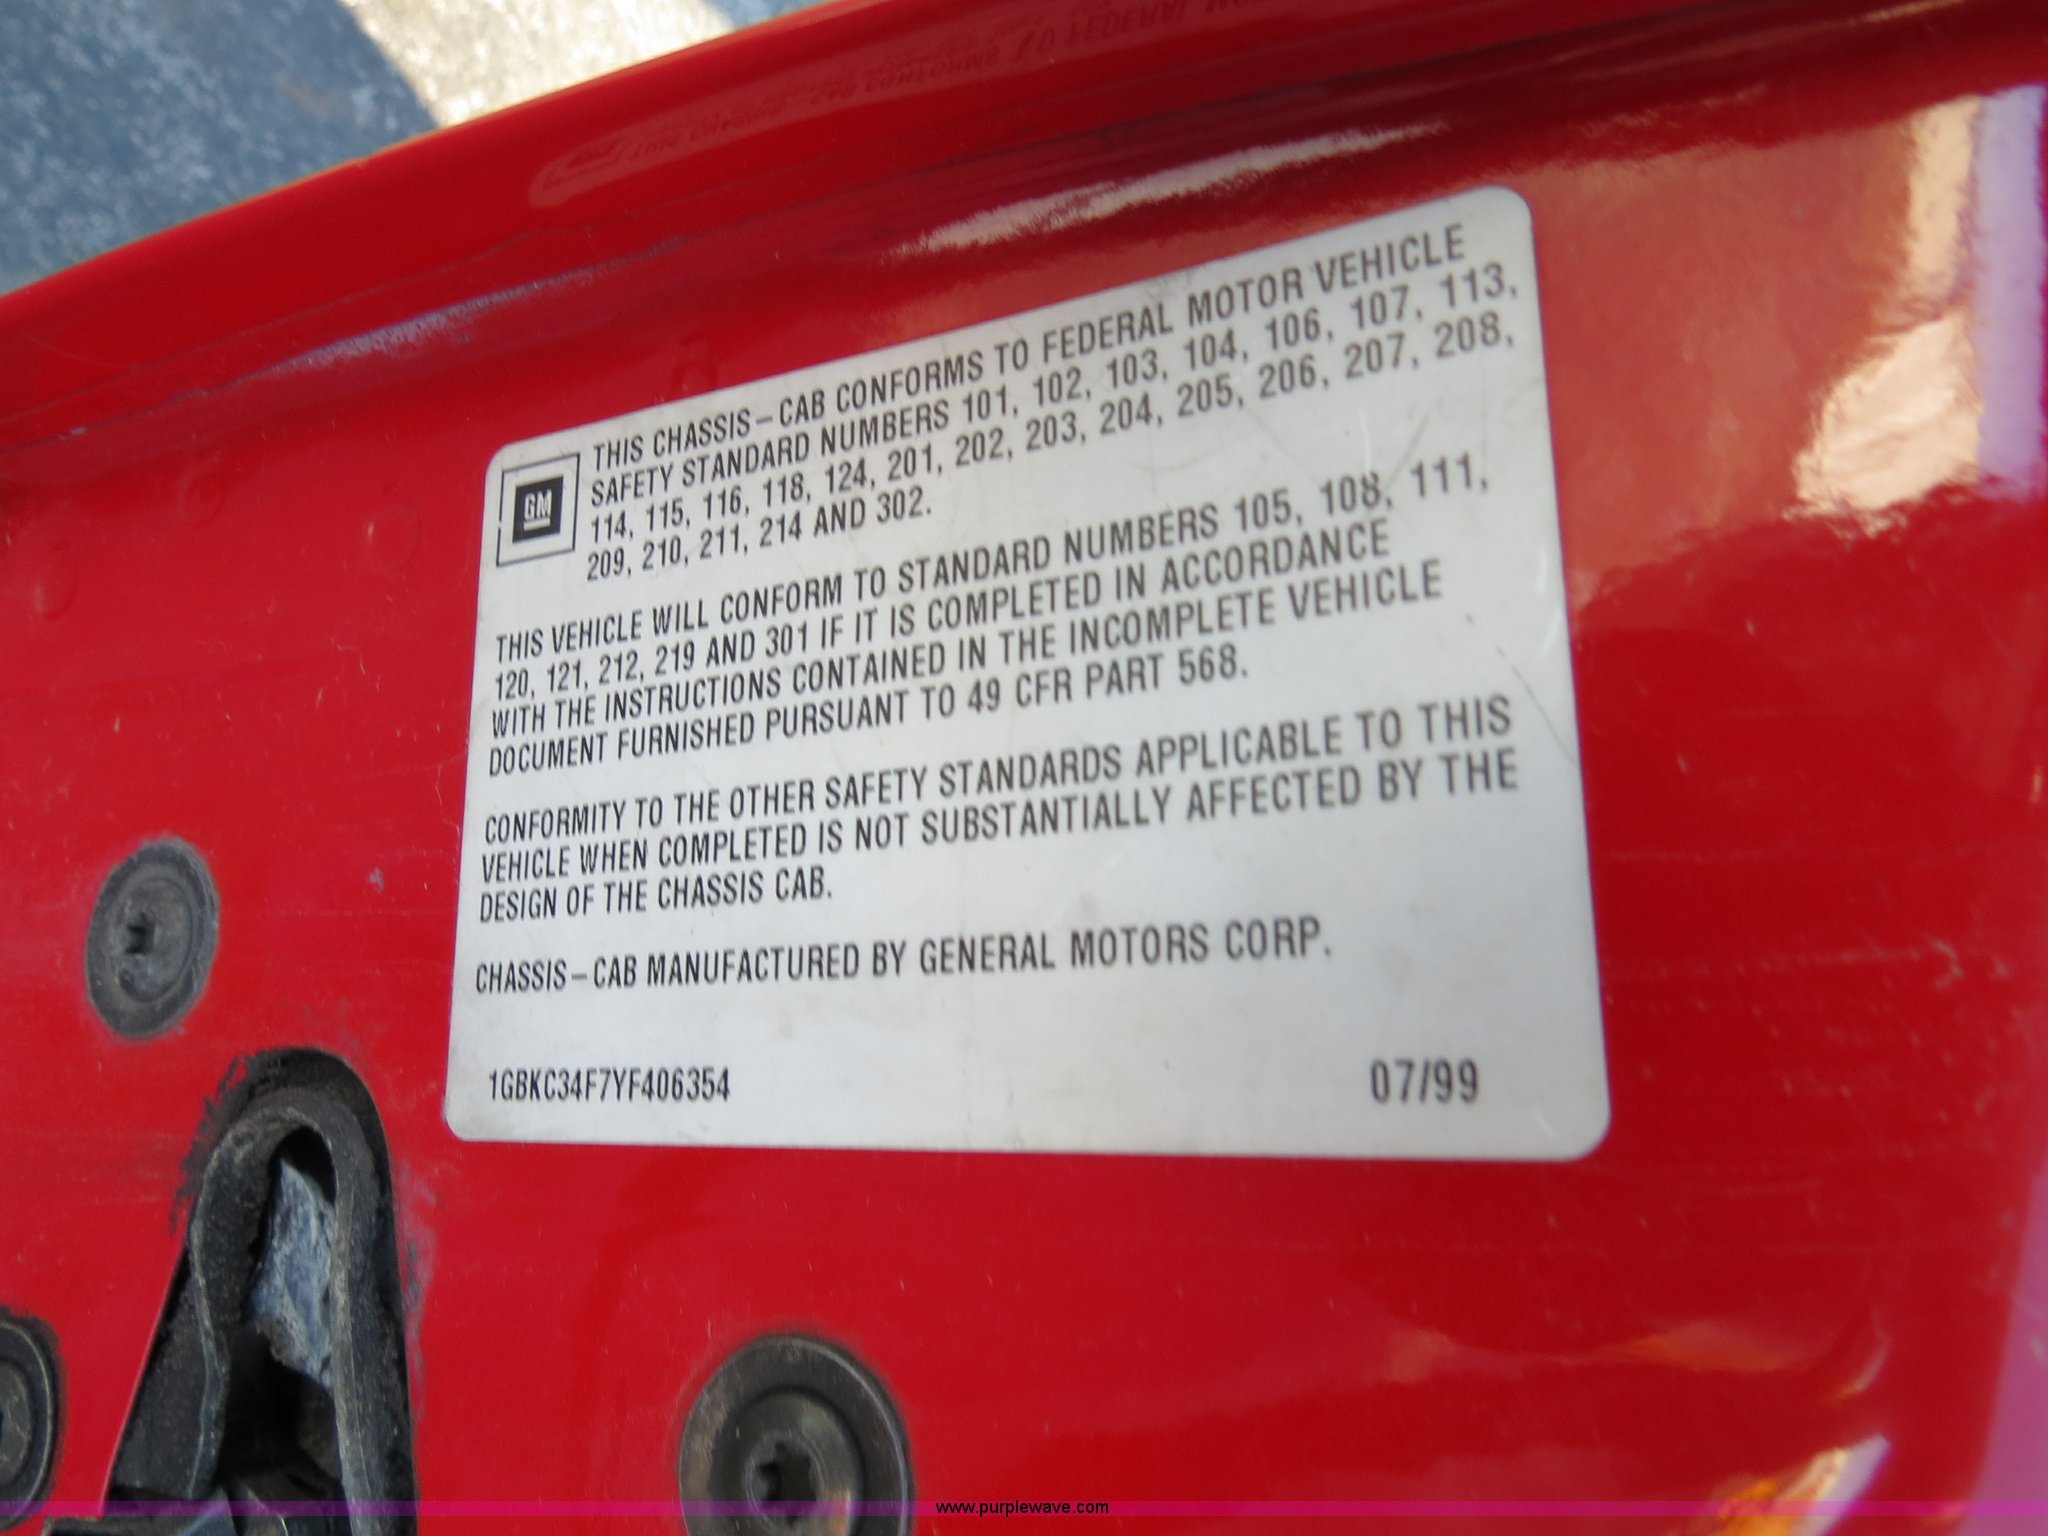 GM
THIS CHASSIS-CAB CONFORMS TO FEDERAL MOTOR VEHICLE
SAFETY STANDARD NUMBERS 101, 102, 103, 104, 106, 107, 113,
114, 115, 116, 118, 124, 201, 202, 203, 204, 205, 206, 207, 208,
209, 210, 211, 214 AND 302.
THIS VEHICLE WILL CONFORM TO STANDARD NUMBERS 105, 108, 111,
120, 121, 212, 219 AND 301 IF IT IS COMPLETED IN ACCORDANCE
WITH THE INSTRUCTIONS CONTAINED IN THE INCOMPLETE VEHICLE
DOCUMENT FURNISHED PURSUANT TO 49 CFR PART 568.
CONFORMITY TO THE OTHER SAFETY STANDARDS APPLICABLE TO THIS
VEHICLE WHEN COMPLETED IS NOT SUBSTANTIALLY AFFECTED BY THE
DESIGN OF THE CHASSIS CAB.
CHASSIS-CAB MANUFACTURED BY GENERAL MOTORS CORP.
1GBKC34F7YF406354 07/99
www.purplewave.com